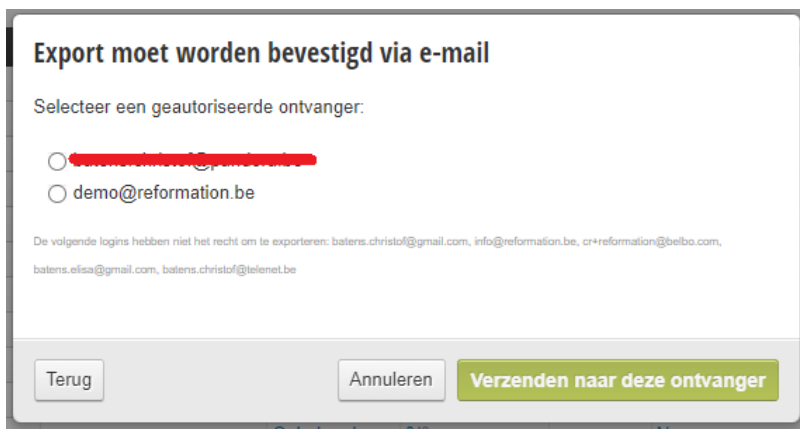 Export moet worden bevestigd via e-mail
Selecteer een geautoriseerde ontvanger:
demo@reformation.be
De volgende logins hebben niet het recht om te exporteren: batens.christof@gmail.com, info@reformation.be, cr+reformation@belbo.com,
batens.elisa@gmail.com, batens.christof@telenet.be
Terug
Annuleren
Verzenden naar deze ontvanger